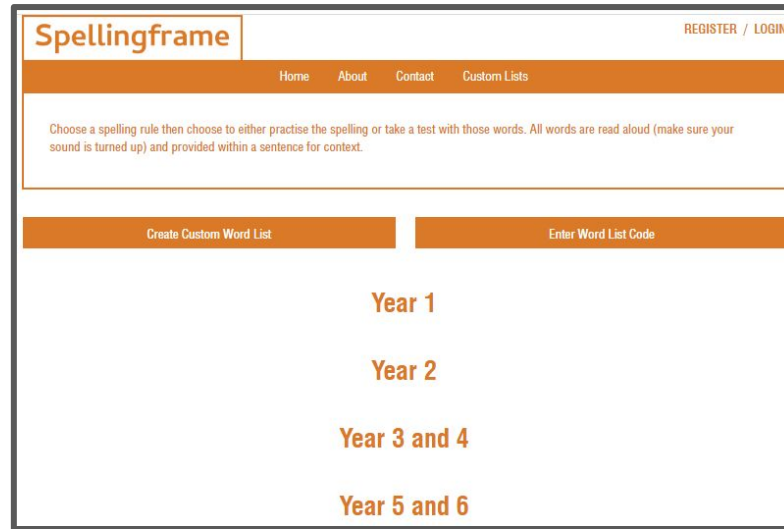 Spellingframe
REGISTER / LOGIN
Home About Contact Custom Lists
Choose a spelling rule then choose to either practise the spelling or take a test with those words. All words are read aloud (make sure your
sound is turned up) and provided within a sentence for context.
Create Custom Word List
Enter Word List Code
Year 1
Year 2
Year 3 and 4
Year 5 and 6